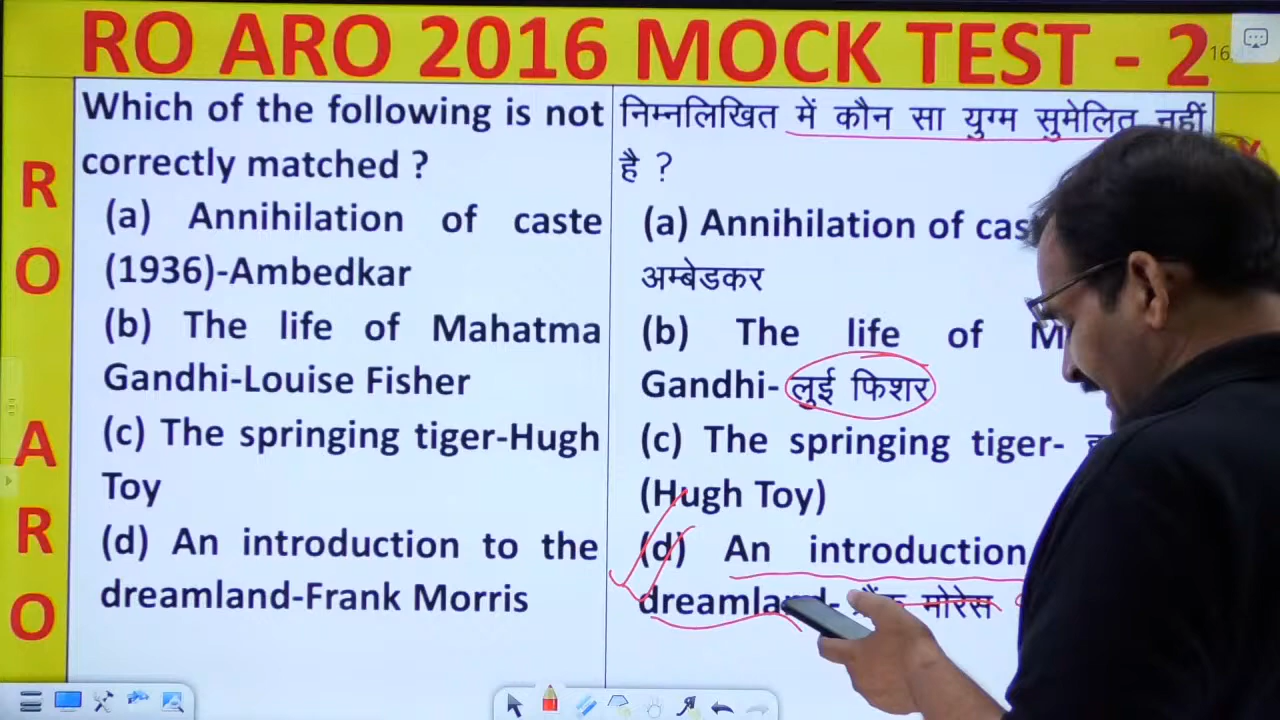 RO ARO 2016 MOCK TEST - 2
16
R
O
A
R
O
Which of the following is not
correctly matched ?
(a) Annihilation of caste
(1936)-Ambedkar
(b) The life of Mahatma
Gandhi-Louise Fisher
(c) The springing tiger-Hugh
Toy
(d) An introduction to the
dreamland-Frank Morris
निम्नलिखित में कौन सा युग्म सुमेलित नहीं
है ?
(a) Annihilation of cas
अम्बेडकर
(b) The life of M
Gandhi- लुई फिशर
(c) The springing tiger-
(Hugh Toy)
(d) An introduction
dreamland- फ्रैंक मोरेस